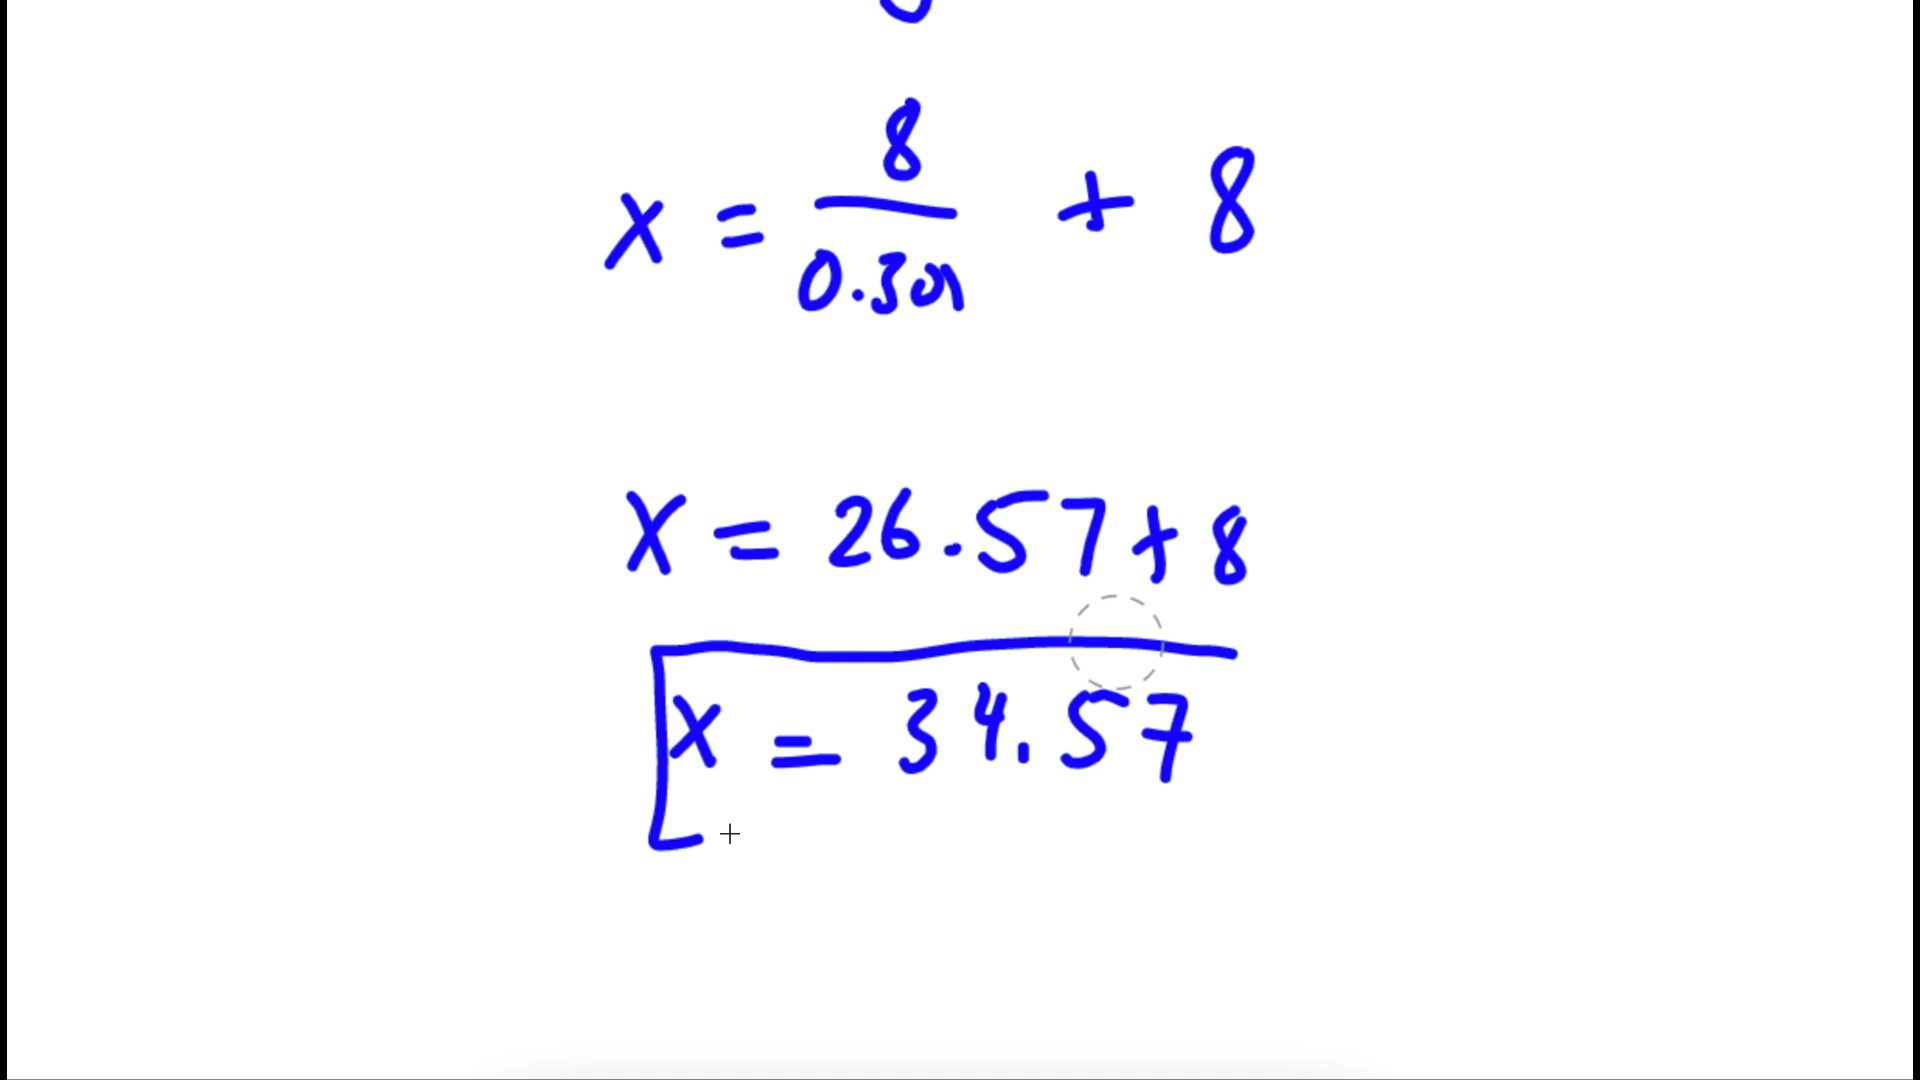 x = 8/0.301 + 8
x = 26.57 + 8
x = 34.57